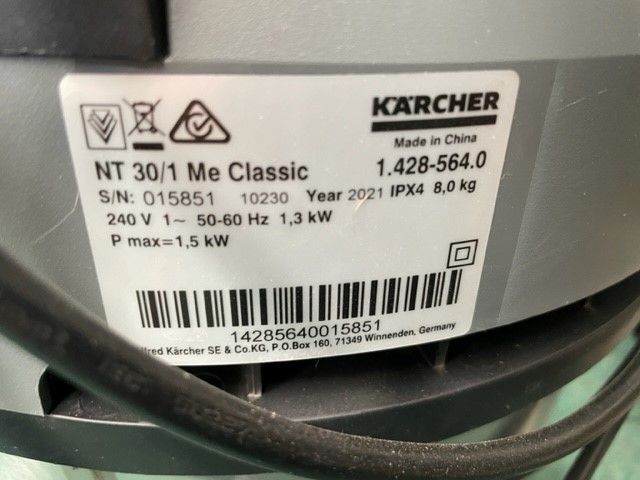 KÄRCHER
Made in China
NT 30/1 Me Classic 1.428-564.0
S/N: 015851 10230 Year 2021 IPX4 8,0 kg
240 V 1~ 50-60 Hz 1,3 kW
P max=1,5 kW
14285640015851
Kärcher SE & Co.KG, P.O.Box 160, 71349 Winnenden, Germany